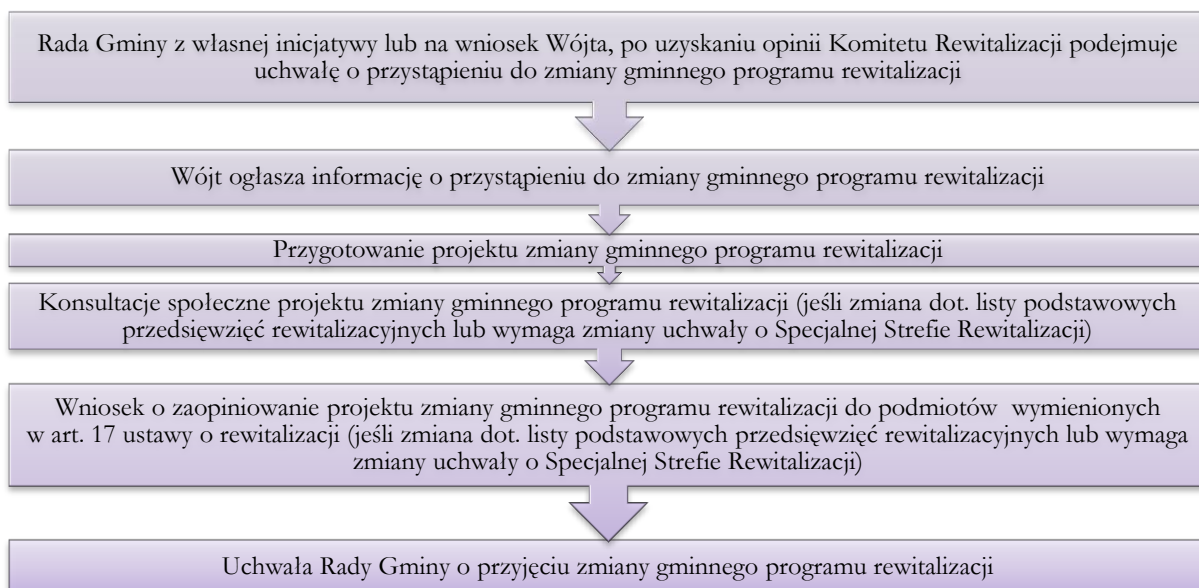 Rada Gminy z własnej inicjatywy lub na wniosek Wójta, po uzyskaniu opinii Komitetu Rewitalizacji podejmuje
uchwałę o przystąpieniu do zmiany gminnego programu rewitalizacji
Wójt ogłasza informację o przystąpieniu do zmiany gminnego programu rewitalizacji
Przygotowanie projektu zmiany gminnego programu rewitalizacji
Konsultacje społeczne projektu zmiany gminnego programu rewitalizacji (jeśli zmiana dot. listy podstawowych
przedsięwzięć rewitalizacyjnych lub wymaga zmiany uchwały o Specjalnej Strefie Rewitalizacji)
Wniosek o zaopiniowanie projektu zmiany gminnego programu rewitalizacji do podmiotów wymienionych
w art. 17 ustawy o rewitalizacji (jeśli zmiana dot. listy podstawowych przedsięwzięć rewitalizacyjnych lub wymaga
zmiany uchwały o Specjalnej Strefie Rewitalizacji)
Uchwała Rady Gminy o przyjęciu zmiany gminnego programu rewitalizacji